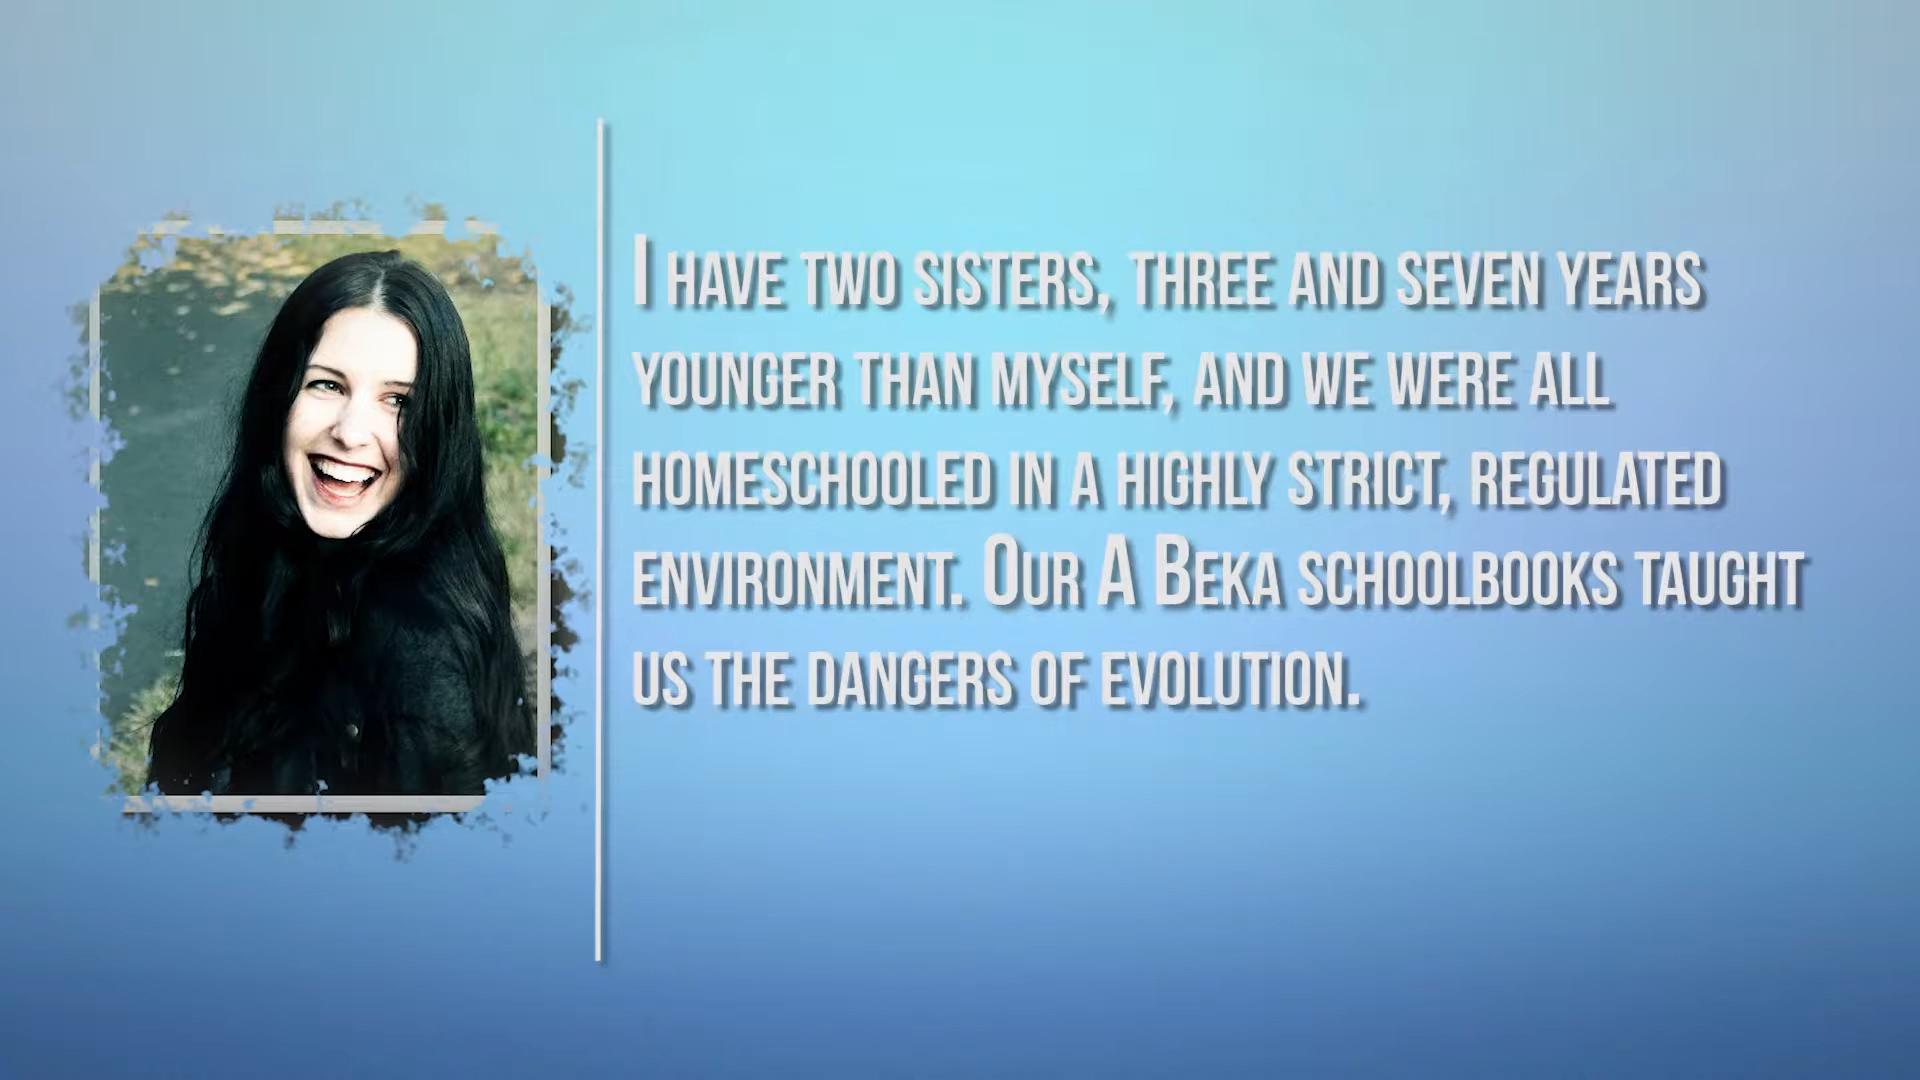 I have two sisters, three and seven years
younger than myself, and we were all
homeschooled in a highly strict, regulated
environment. Our A Beka schoolbooks taught
us the dangers of evolution.